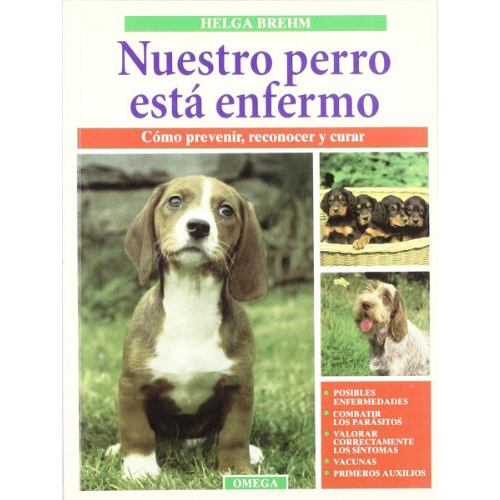 HELGA BREHM
Nuestro perro
está enfermo
Cómo prevenir, reconocer y curar
• POSIBLES
ENFERMEDADES
• COMBATIR
LOS PARÁSITOS
• VALORAR
CORRECTAMENTE
LOS SÍNTOMAS
• VACUNAS
• PRIMEROS AUXILIOS
OMEGA